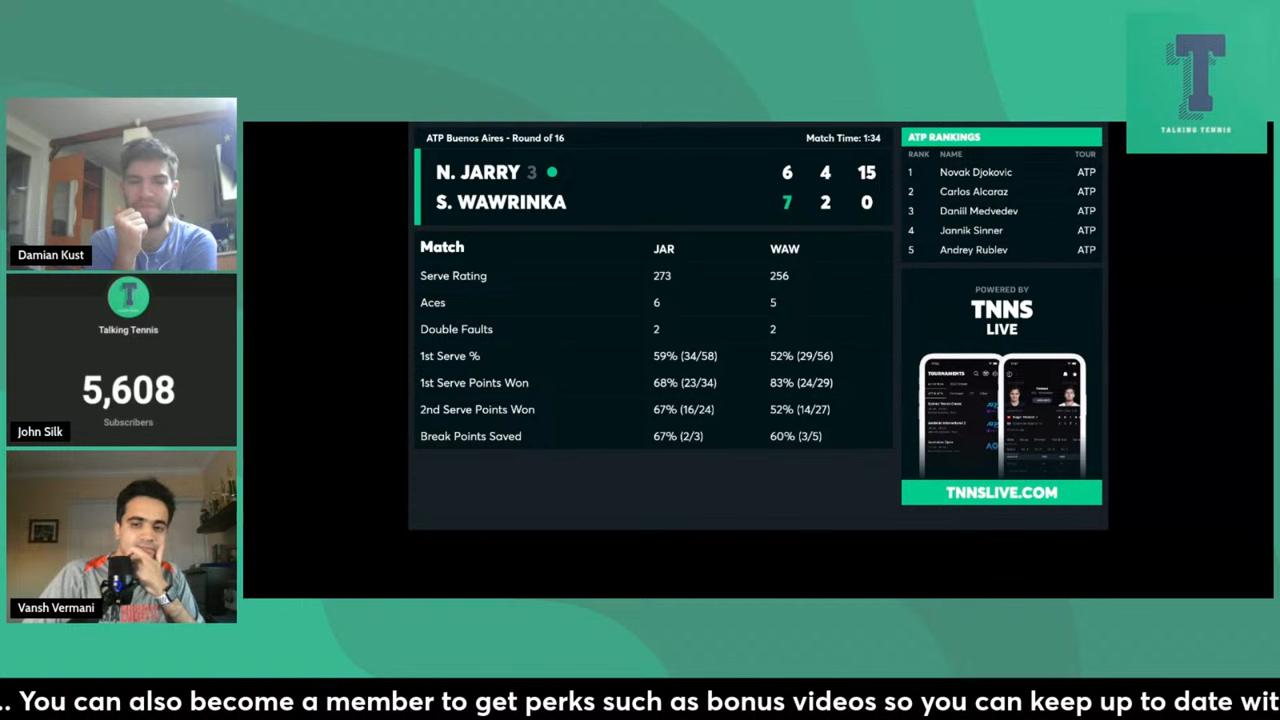 T
TALKING TENNIS
Damian Kust
T
Talking Tennis
5,608
Subscribers
John Silk
Vansh Vermani
ATP Buenos Aires - Round of 16 Match Time: 1:34
N. JARRY 3 6 4 15
S. WAWRINKA 7 2 0
Match JAR WAW
Serve Rating 273 256
Aces 6 5
Double Faults 2 2
1st Serve % 59% (34/58) 52% (29/56)
1st Serve Points Won 68% (23/34) 83% (24/29)
2nd Serve Points Won 67% (16/24) 52% (14/27)
Break Points Saved 67% (2/3) 60% (3/5)
ATP RANKINGS
RANK NAME TOUR
1 Novak Djokovic ATP
2 Carlos Alcaraz ATP
3 Daniil Medvedev ATP
4 Jannik Sinner ATP
5 Andrey Rublev ATP
POWERED BY
TNNS
LIVE
TOURNAMENTS
TNNSLIVE.COM
.. You can also become a member to get perks such as bonus videos so you can keep up to date wit